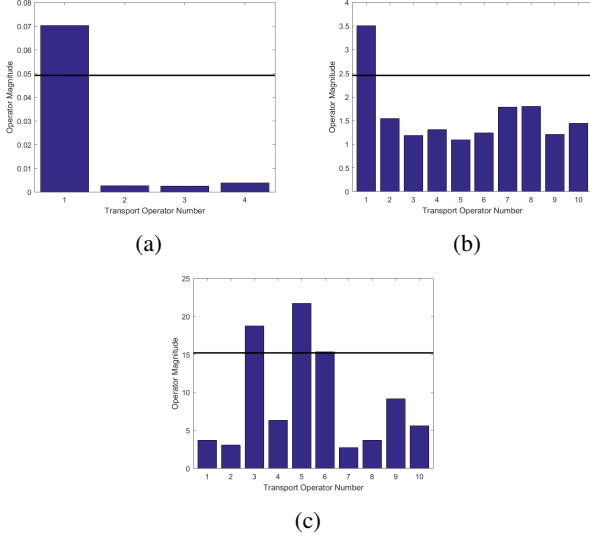 0.08
0.07
0.06
0.05
0.04
0.03
0.02
0.01
0
Operator Magnitude
1 2 3 4
Transport Operator Number
(a)
4
3.5
3
2.5
2
1.5
1
0.5
0
Operator Magnitude
1 2 3 4 5 6 7 8 9 10
Transport Operator Number
(b)
25
20
15
10
5
0
Operator Magnitude
1 2 3 4 5 6 7 8 9 10
Transport Operator Number
(c)